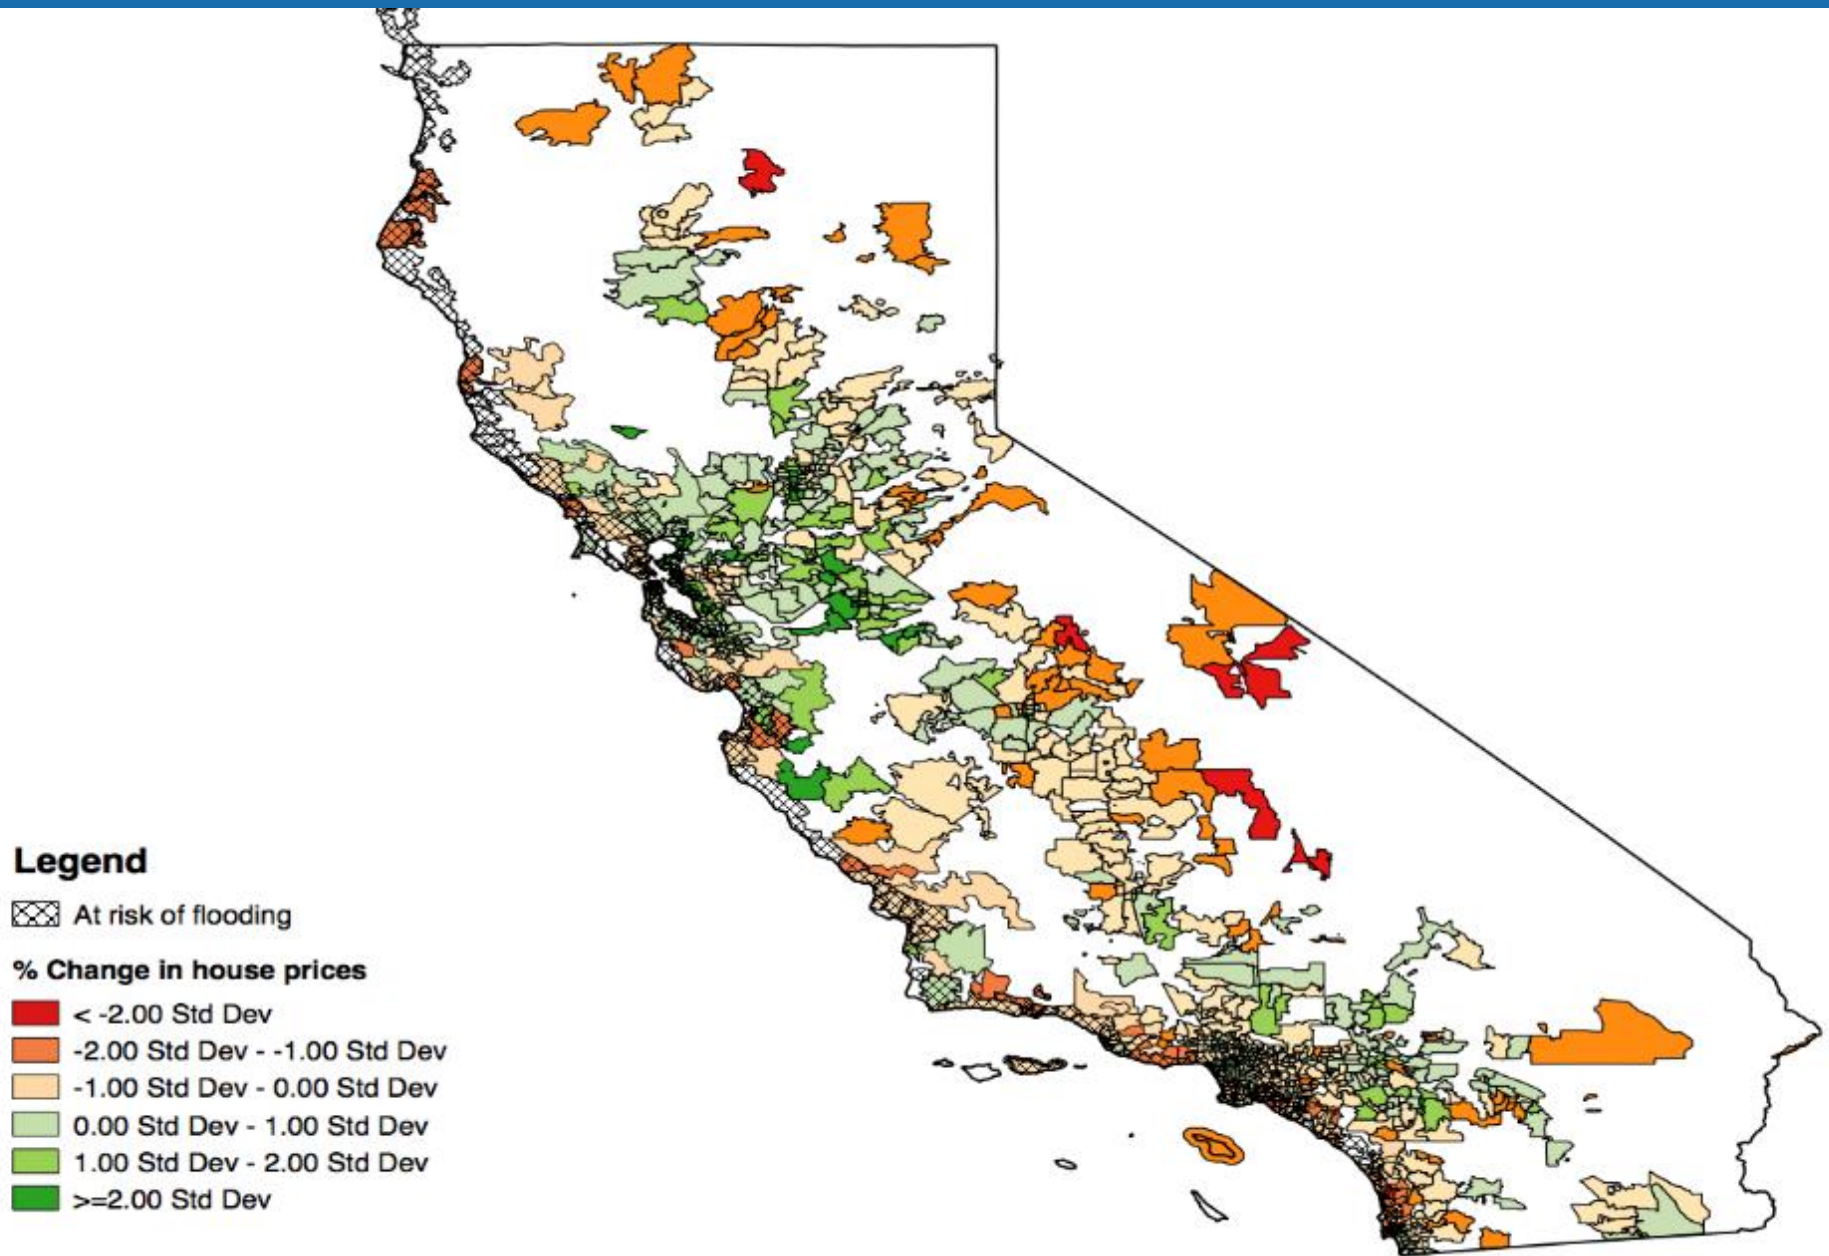 Legend
At risk of flooding
% Change in house prices
< -2.00 Std Dev
-2.00 Std Dev - -1.00 Std Dev
-1.00 Std Dev - 0.00 Std Dev
0.00 Std Dev - 1.00 Std Dev
1.00 Std Dev - 2.00 Std Dev
>=2.00 Std Dev